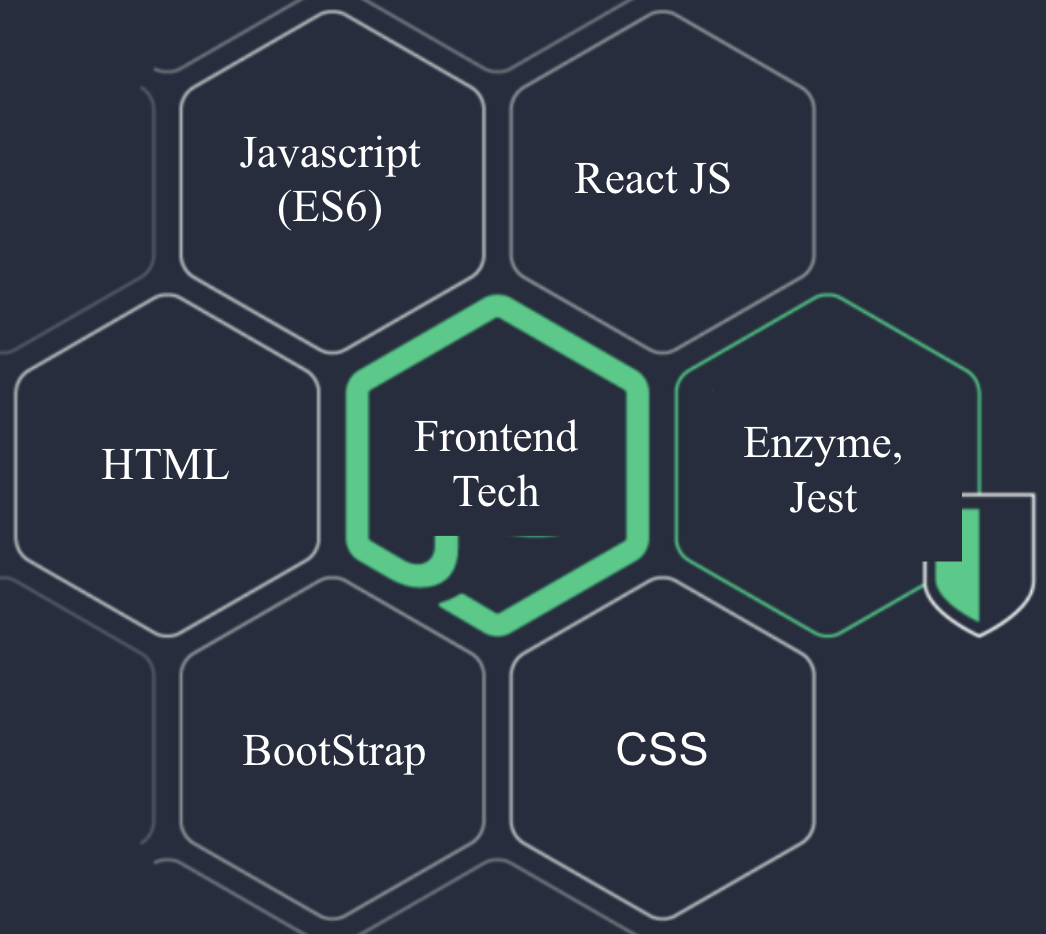 Javascript
(ES6)
React JS
HTML
Frontend
Tech
Enzyme,
Jest
BootStrap
CSS